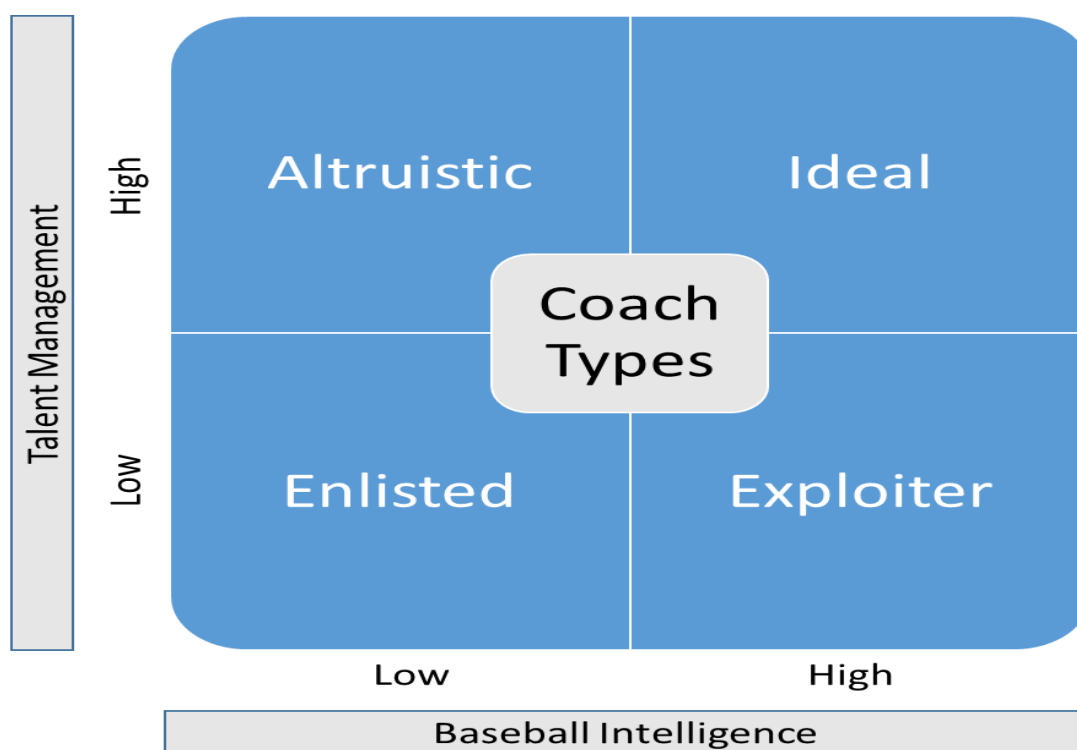 Talent Management
High
Low
Altruistic
Ideal
Coach
Types
Enlisted
Exploiter
Low
High
Baseball Intelligence